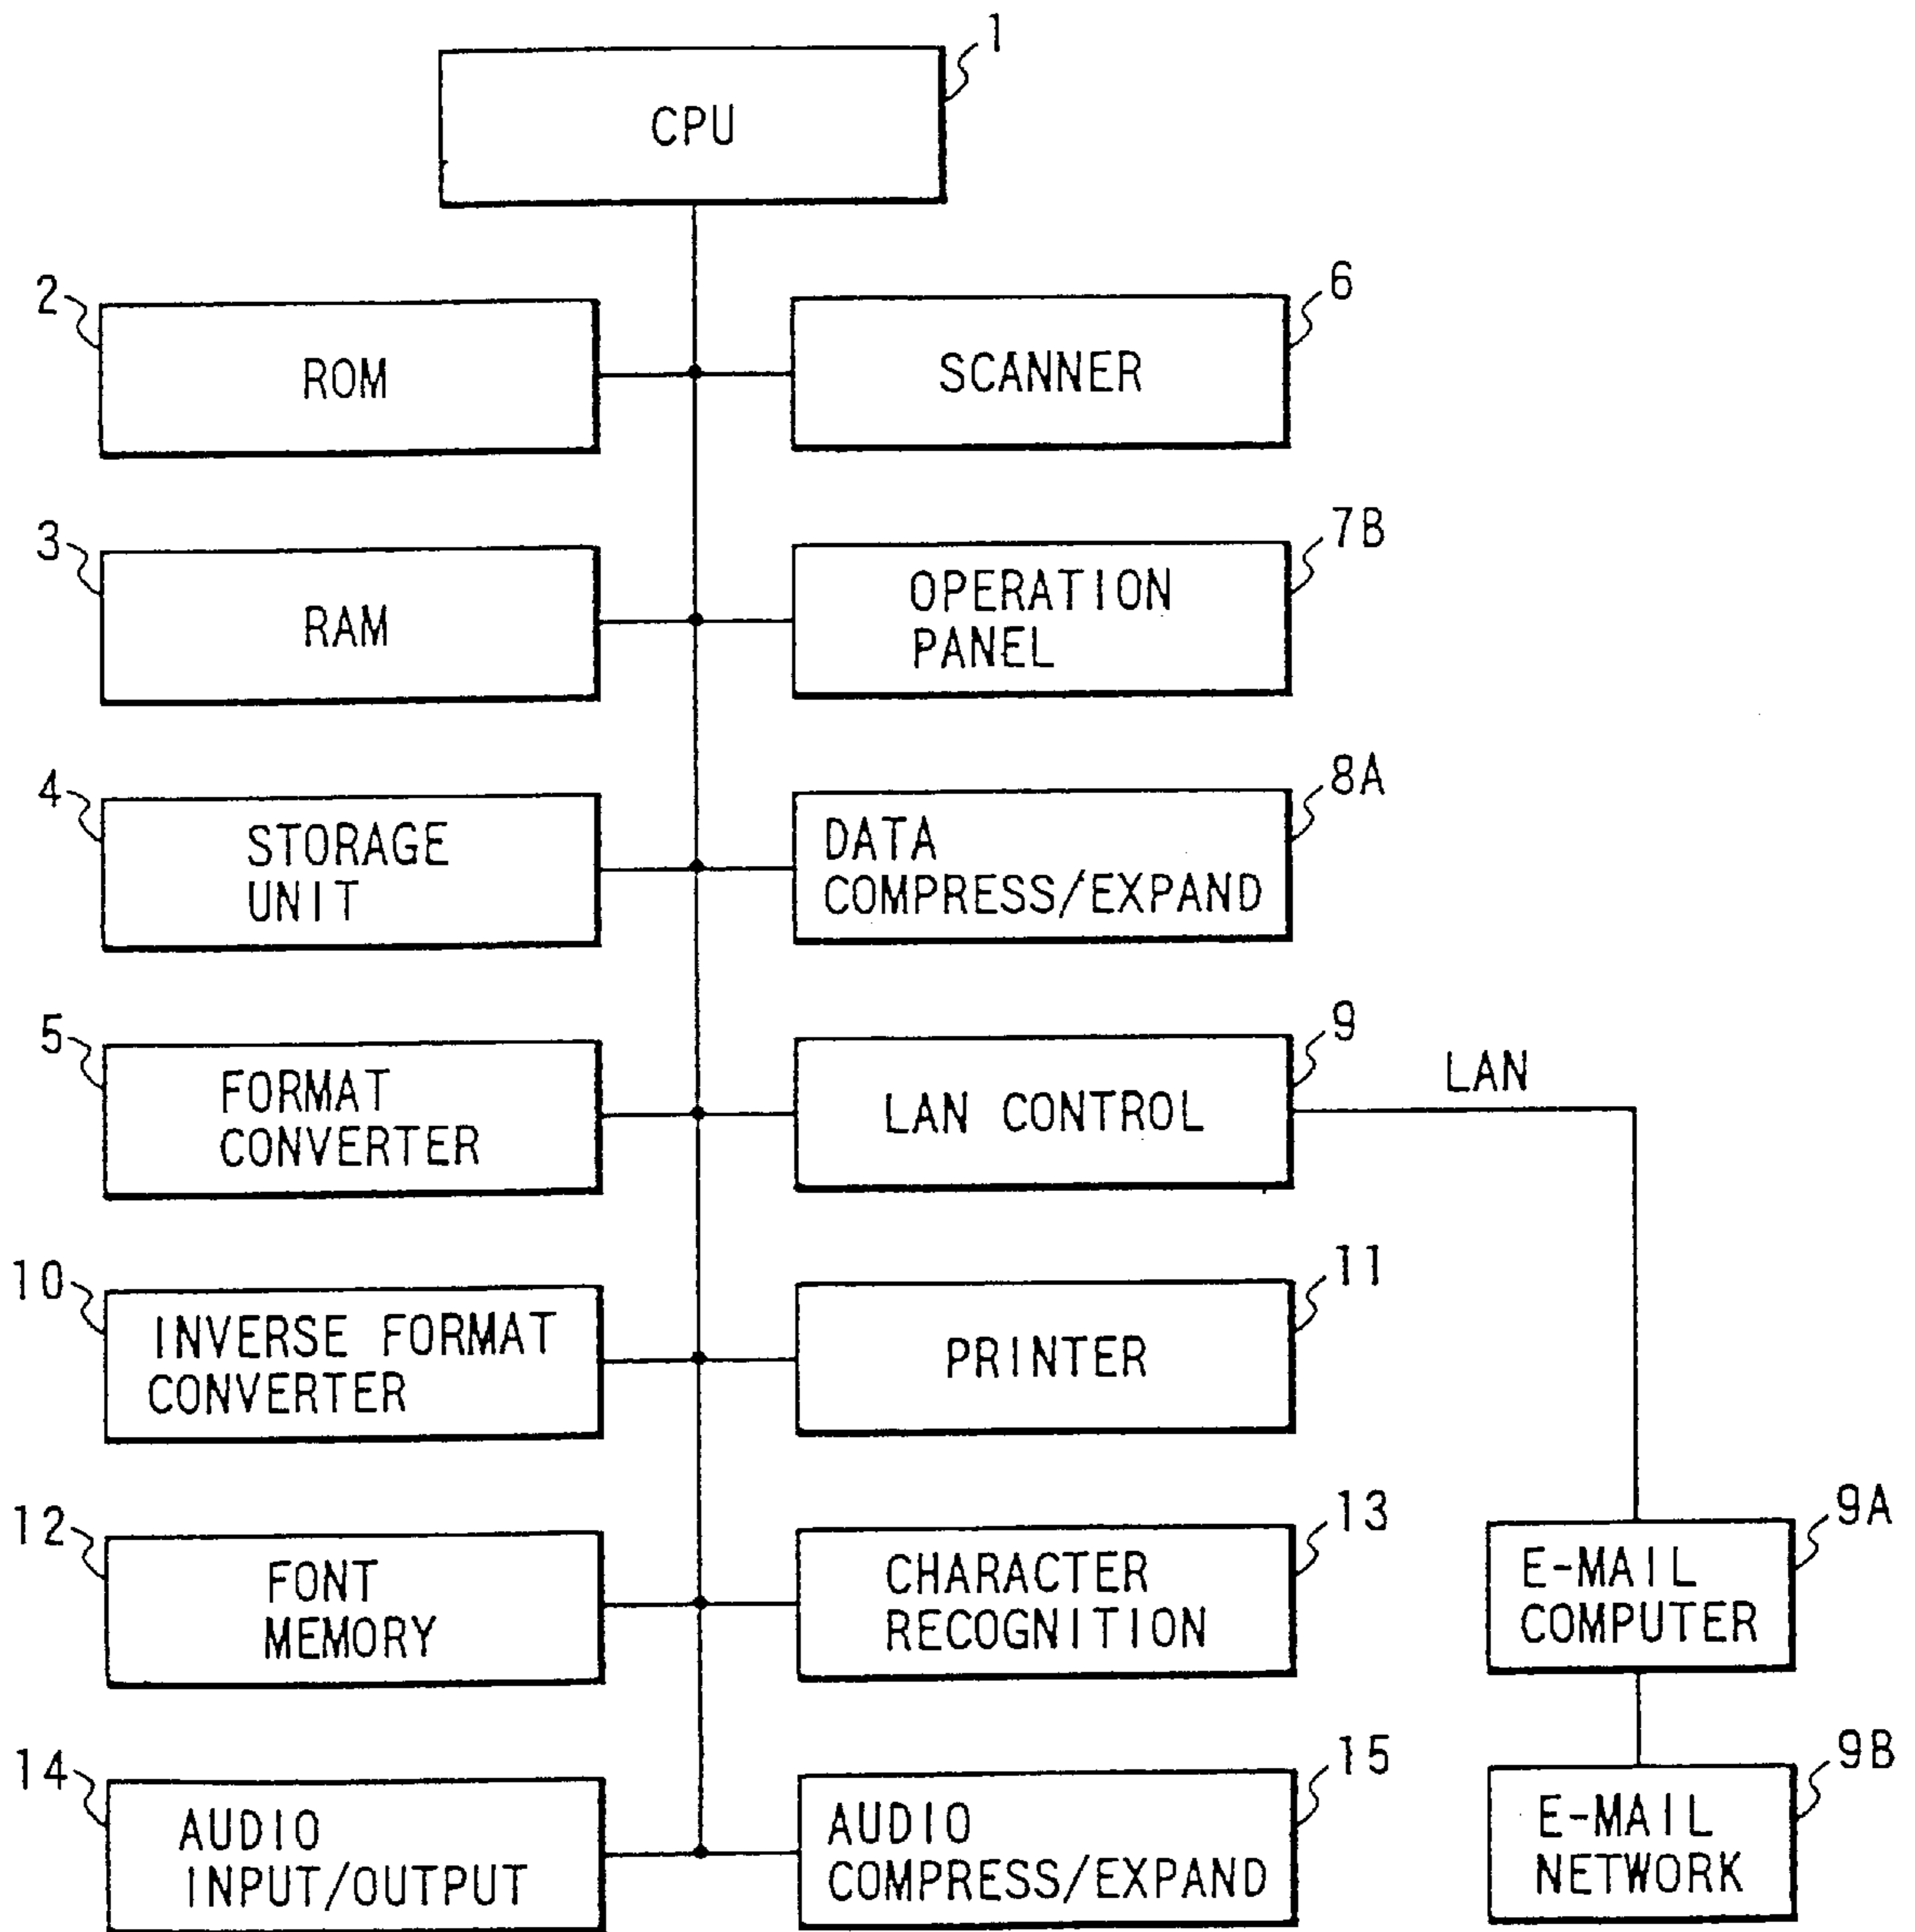 1
CPU
2
ROM
6
SCANNER
3
RAM
7B
OPERATION
PANEL
4
STORAGE
UNIT
8A
DATA
COMPRESS/EXPAND
5
FORMAT
CONVERTER
9
LAN CONTROL
LAN
10
INVERSE FORMAT
CONVERTER
11
PRINTER
12
FONT
MEMORY
13
CHARACTER
RECOGNITION
9A
E-MAIL
COMPUTER
14
AUDIO
INPUT/OUTPUT
15
AUDIO
COMPRESS/EXPAND
9B
E-MAIL
NETWORK